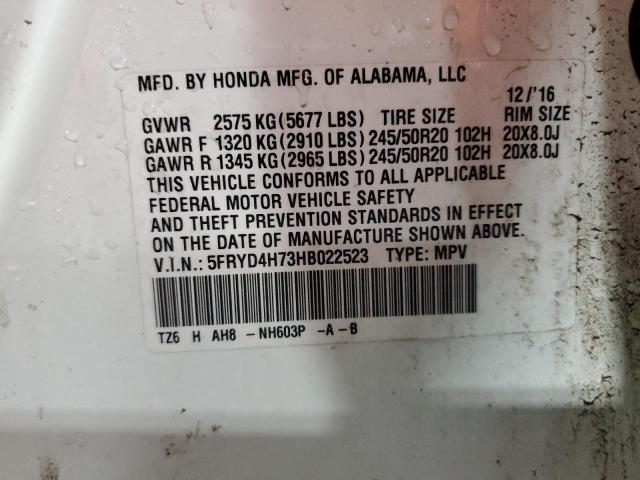 MFD. BY HONDA MFG. OF ALABAMA, LLC
12/'16
GVWR 2575 KG(5677 LBS) TIRE SIZE RIM SIZE
GAWR F 1320 KG(2910 LBS) 245/50R20 102H 20X8.0J
GAWR R 1345 KG(2965 LBS) 245/50R20 102H 20X8.0J
THIS VEHICLE CONFORMS TO ALL APPLICABLE
FEDERAL MOTOR VEHICLE SAFETY
AND THEFT PREVENTION STANDARDS IN EFFECT
ON THE DATE OF MANUFACTURE SHOWN ABOVE.
V.I.N.: 5FRYD4H73HB022523 TYPE: MPV
TZ6 H AH8 - NH603P -A-B